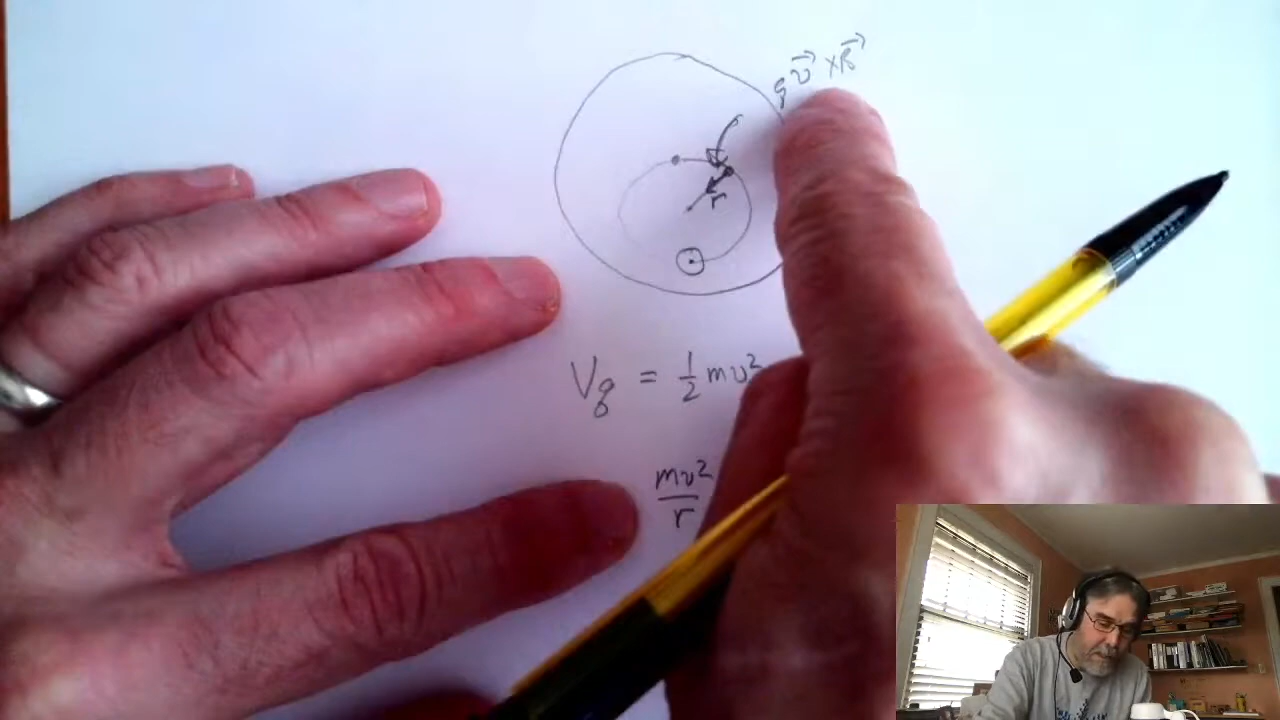 q v⃗ × B⃗
r
Vq = ½ mv²
mv²/r